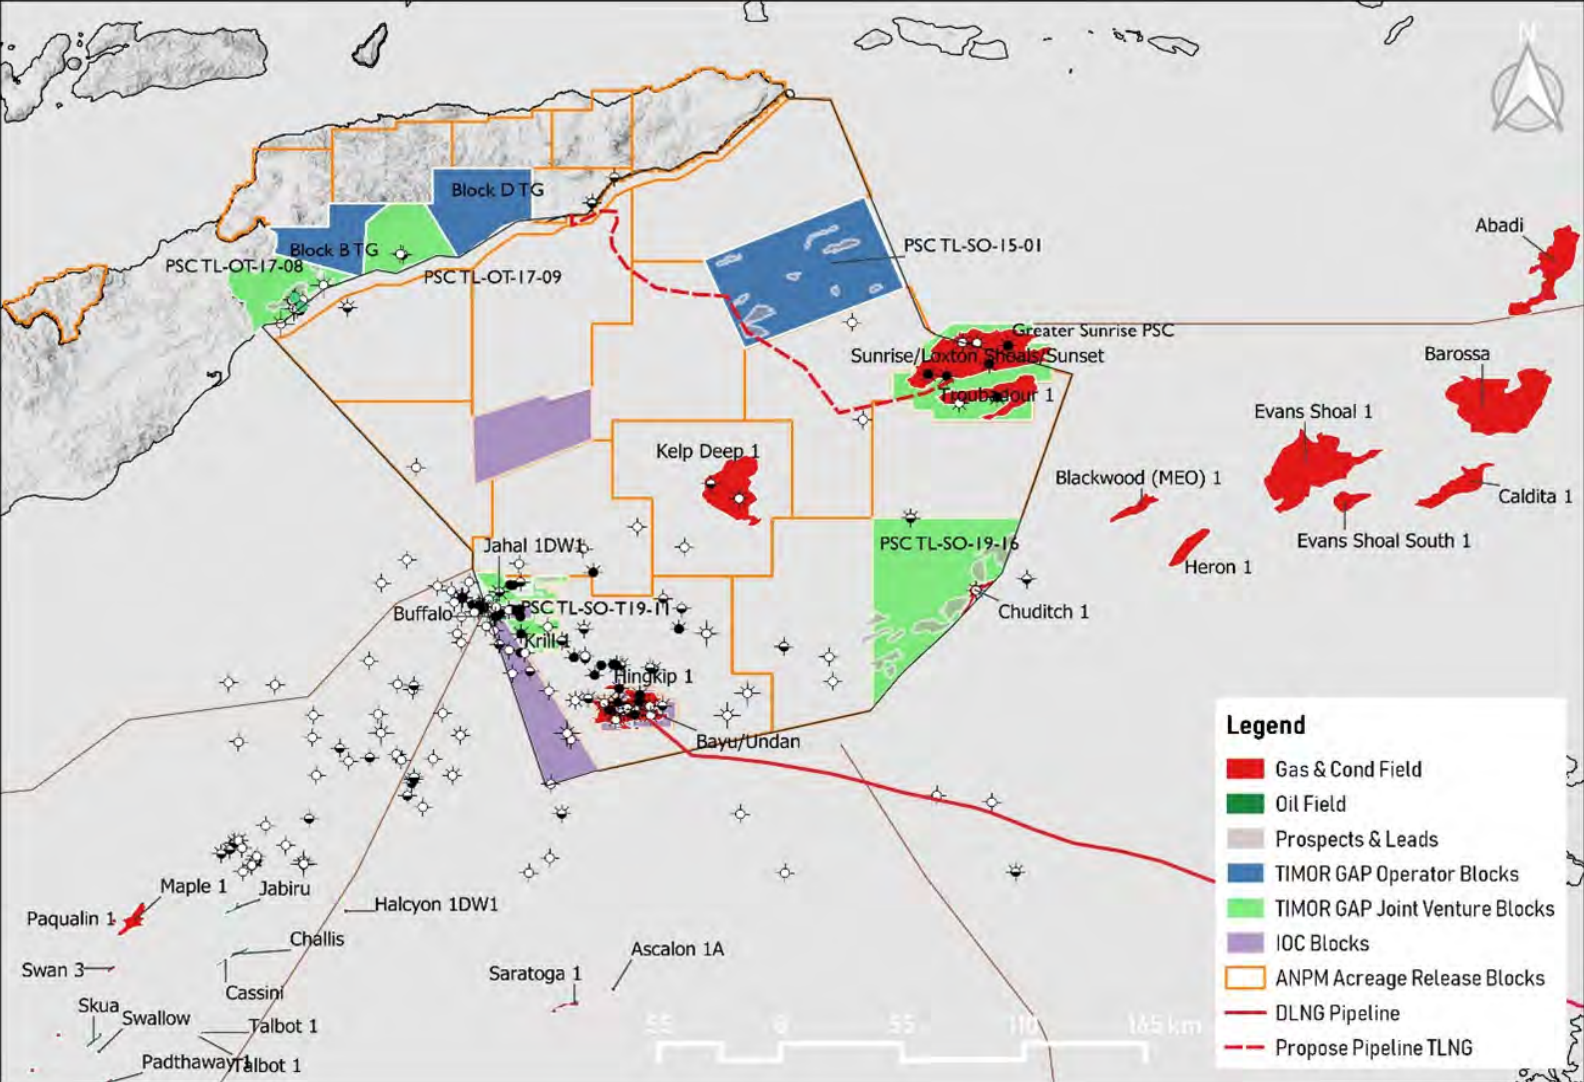 N
Abadi
Block D TG
Block B TG
PSC TL-SO-15-01
PSC TL-OT-17-08
PSC TL-OT-17-09
Greater Sunrise PSC
Sunrise/Loxton Shoals/Sunset
Barossa
Troubadour 1
Evans Shoal 1
Kelp Deep 1
Blackwood (MEO) 1
Caldita 1
Evans Shoal South 1
PSC TL-SO-19-16
Jahal 1DW1
Heron 1
Buffalo
PSC TL-SO-T19-11
Chuditch 1
Krill 1
Hingkip 1
Bayu/Undan
Maple 1
Jabiru
Paqualin 1
Halcyon 1DW1
Challis
Ascalon 1A
Swan 3
Saratoga 1
Cassini
Skua
Swallow
Talbot 1
Padthaway 1
Talbot 1
55 0 55 110 165 km
Legend
Gas & Cond Field
Oil Field
Prospects & Leads
TIMOR GAP Operator Blocks
TIMOR GAP Joint Venture Blocks
IOC Blocks
ANPM Acreage Release Blocks
DLNG Pipeline
Propose Pipeline TLNG